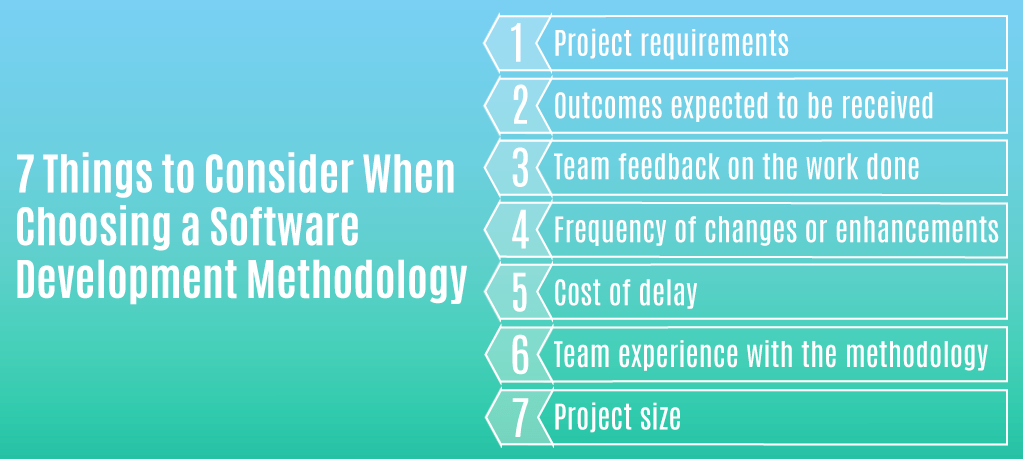 7 Things to Consider When
Choosing a Software
Development Methodology
1 Project requirements
2 Outcomes expected to be received
3 Team feedback on the work done
4 Frequency of changes or enhancements
5 Cost of delay
6 Team experience with the methodology
7 Project size